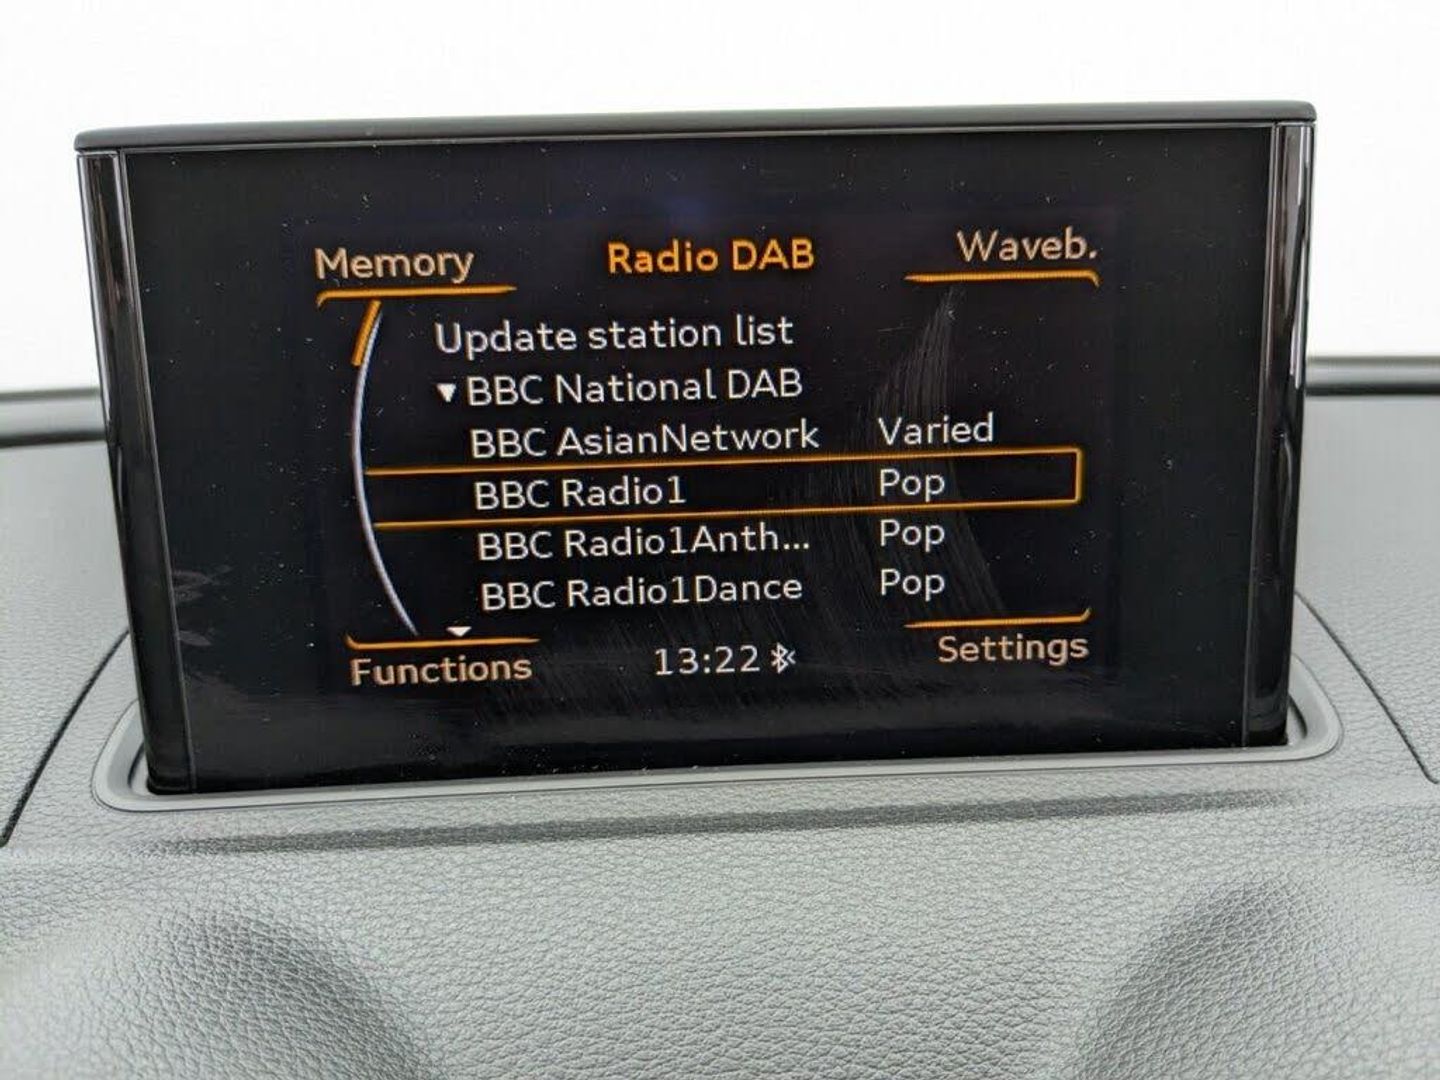 Memory
Radio DAB
Waveb.
Update station list
▼BBC National DAB
BBC AsianNetwork Varied
BBC Radio1 Pop
BBC Radio1Anth... Pop
BBC Radio1Dance Pop
Functions
13:22
Settings